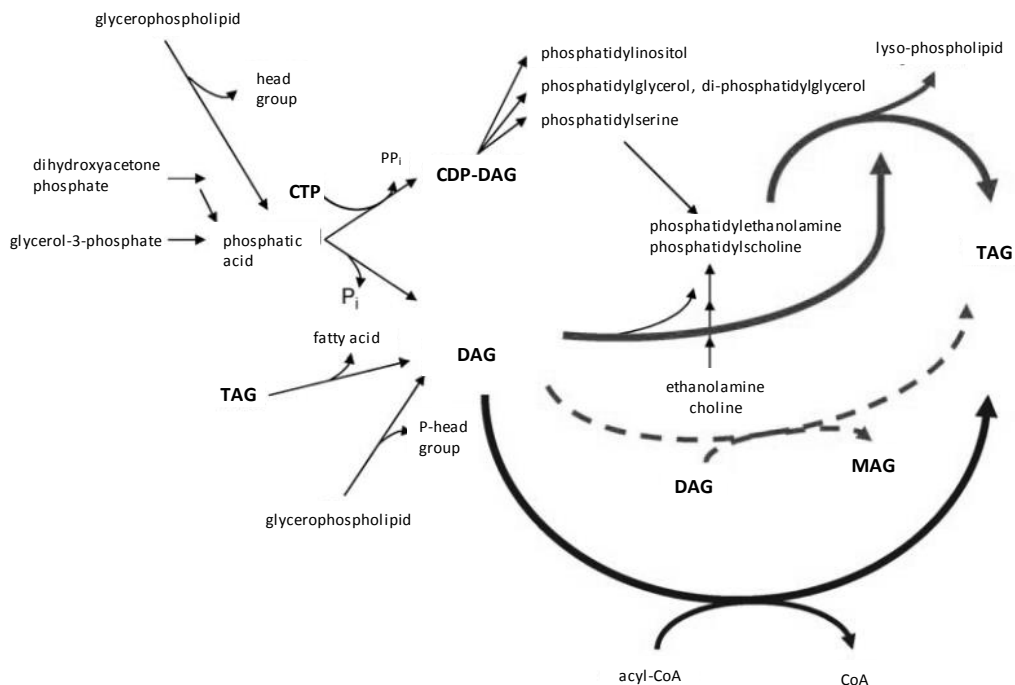 glycerophospholipid
head
group
dihydroxyacetone
phosphate
glycerol-3-phosphate
phosphatic
acid
CTP
PPi
Pi
CDP-DAG
phosphatidylinositol
phosphatidylglycerol, di-phosphatidylglycerol
phosphatidylserine
lyso-phospholipid
phosphatidylethanolamine
phosphatidylscholine
TAG
fatty acid
TAG
DAG
P-head
group
glycerophospholipid
ethanolamine
choline
DAG
MAG
acyl-CoA
CoA